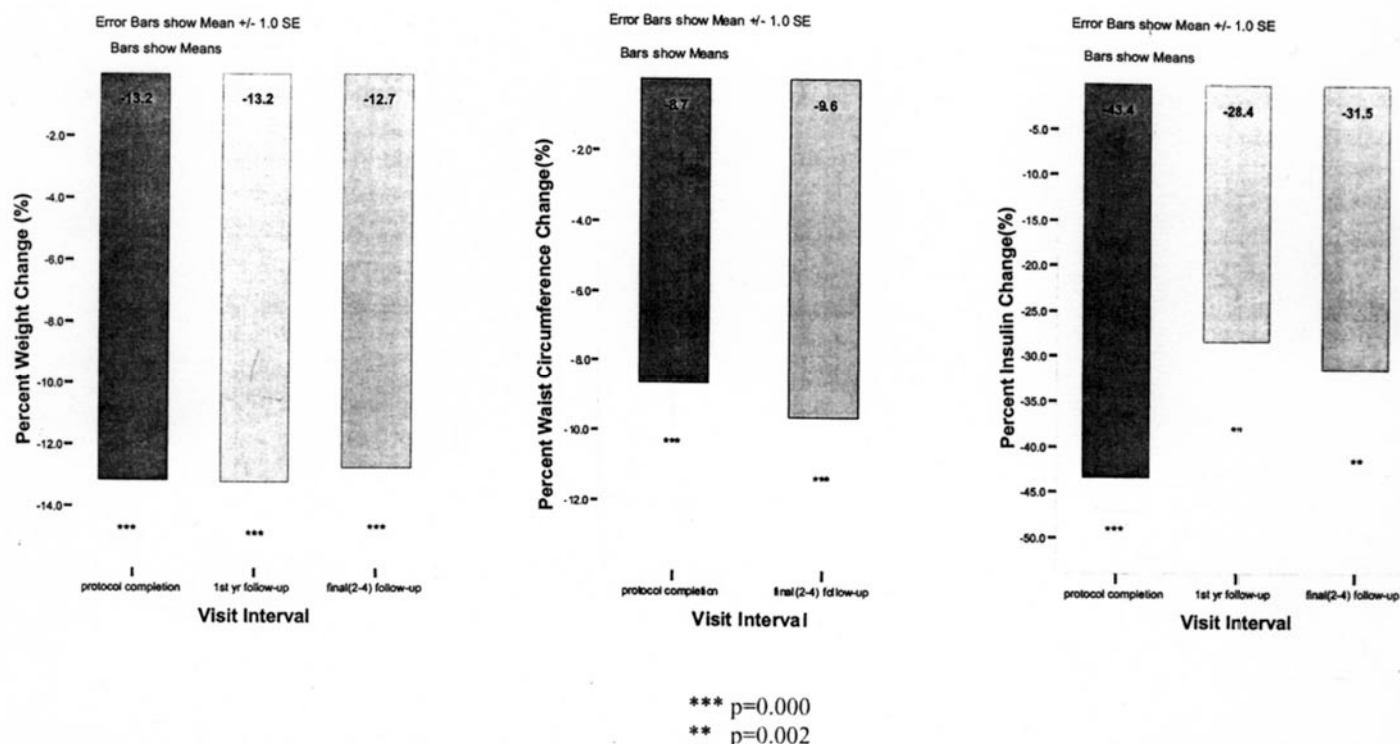 Error Bars show Mean +/- 1.0 SE
Bars show Means
-13.2
-13.2
-12.7
Percent Weight Change (%)
-2.0
-4.0
-6.0
-8.0
-10.0
-12.0
-14.0
***
***
***
protocol completion
1st yr follow-up
final(2-4) follow-up
Visit Interval
Error Bars show Mean +/- 1.0 SE
Bars show Means
-8.7
-9.6
Percent Waist Circumference Change(%)
-2.0
-4.0
-6.0
-8.0
-10.0
-12.0
***
***
protocol completion
final(2-4) follow-up
Visit Interval
Error Bars show Mean +/- 1.0 SE
Bars show Means
-43.4
-28.4
-31.5
Percent Insulin Change(%)
-5.0
-10.0
-15.0
-20.0
-25.0
-30.0
-35.0
-40.0
-45.0
-50.0
***
**
**
protocol completion
1st yr follow-up
final(2-4) follow-up
Visit Interval
*** p=0.000
** p=0.002